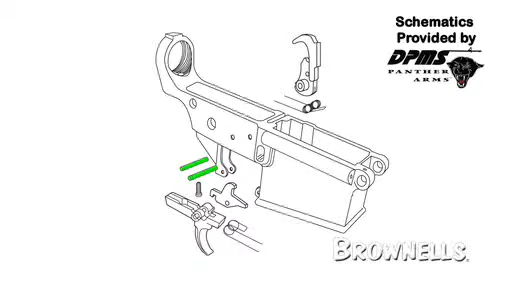 Schematics
Provided by
DPMS
PANTHER
ARMS
BROWNELLS